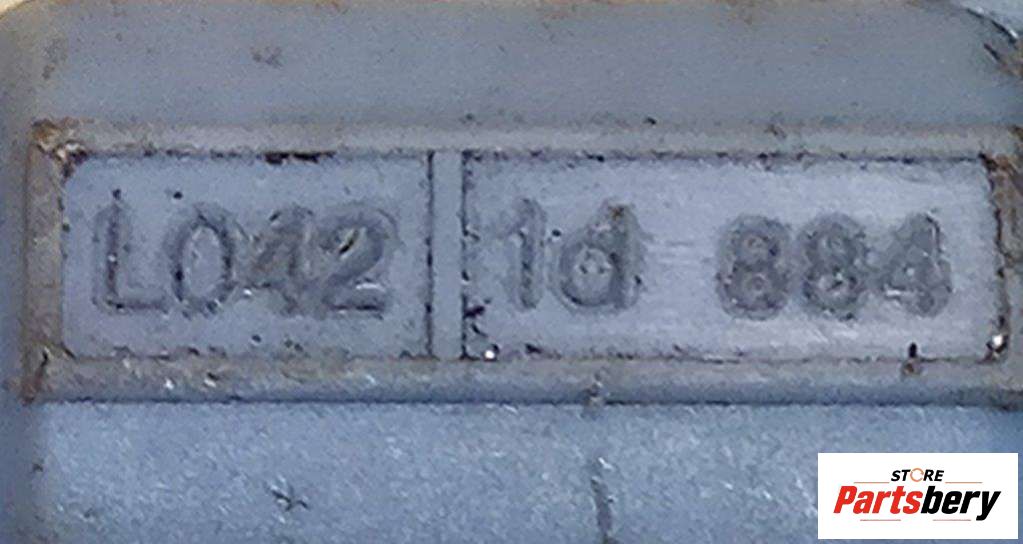 L042 1d 884
STORE
Partsbery